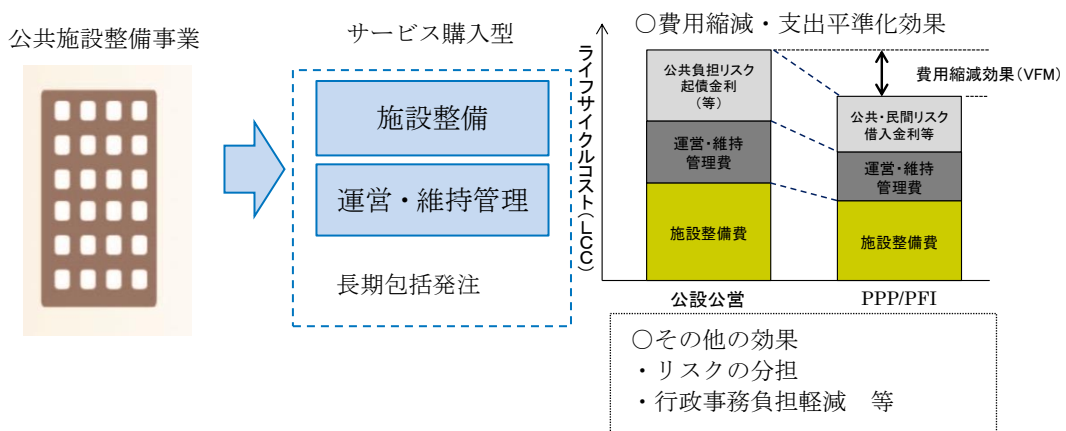 公共施設整備事業
サービス購入型
施設整備
運営・維持管理
長期包括発注
○費用縮減・支出平準化効果
ライフサイクルコスト(LCC)
公共負担リスク
起債金利
(等)
運営・維持
管理費
施設整備費
公設公営
費用縮減効果(VFM)
公共・民間リスク
借入金利等
運営・維持
管理費
施設整備費
PPP/PFI
○その他の効果
・リスクの分担
・行政事務負担軽減　等